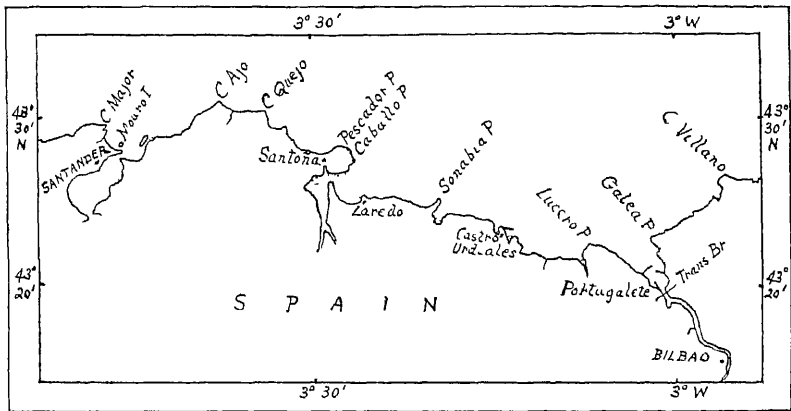 3° 30'
3° W
43°
30'
N
43°
30'
N
C Major
Mouro I
SANTANDER
C Ajo
C Quejo
Pescador P
Caballo P
Santoña
Laredo
Sonabia P
Castro
Urdiales
Lucero P
Galea P
C Villano
Portugalete
Trans Br
BILBAO
43°
20'
43°
20'
SPAIN
3° 30'
3° W